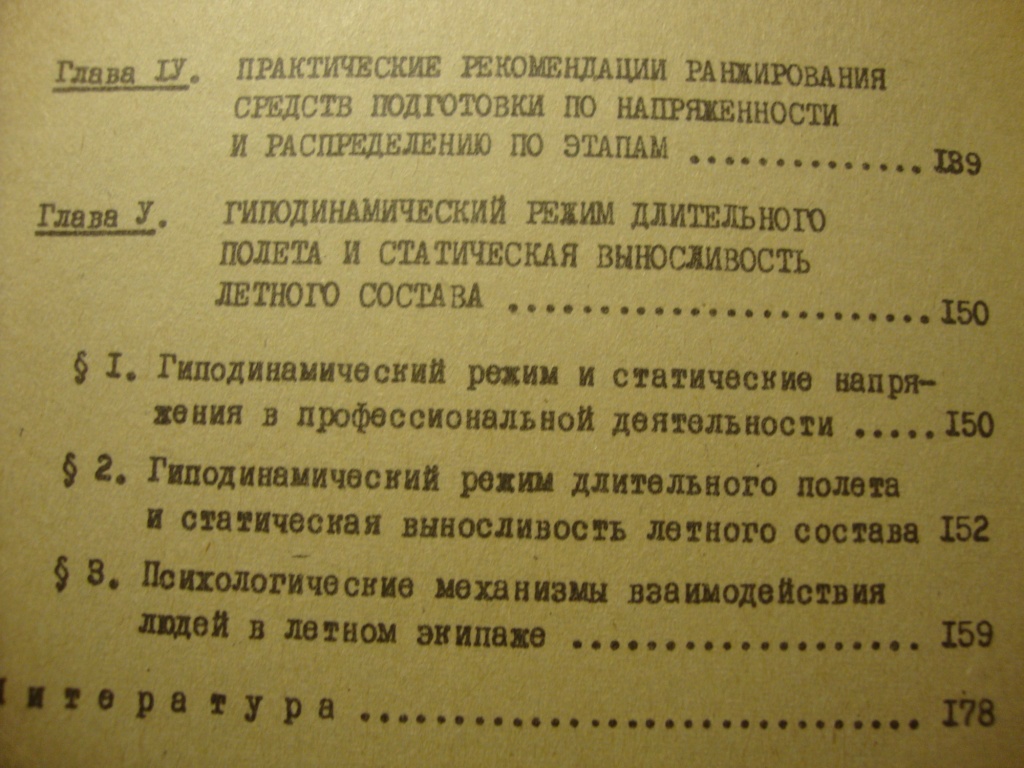 Глава IУ. ПРАКТИЧЕСКИЕ РЕКОМЕНДАЦИИ РАНЖИРОВАНИЯ
СРЕДСТВ ПОДГОТОВКИ ПО НАПРЯЖЕННОСТИ
И РАСПРЕДЕЛЕНИЮ ПО ЭТАПАМ ..............I39
Глава У. ГИПОДИНАМИЧЕСКИЙ РЕЖИМ ДЛИТЕЛЬНОГО
ПОЛЕТА И СТАТИЧЕСКАЯ ВЫНОСЛИВОСТЬ
ЛЕТНОГО СОСТАВА .........................I50
§ I. Гиподинамический режим и статические напря-
жения в профессиональной деятельности .....I50
§ 2. Гиподинамический режим длительного полета
и статическая выносливость летного состава I52
§ 3. Психологические механизмы взаимодействия
людей в летном экипаже .................... I59
итература .............................. I78